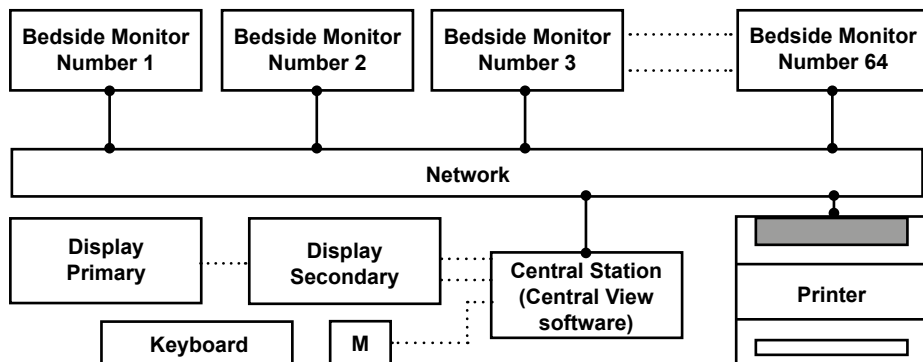 Bedside Monitor
Number 1
Bedside Monitor
Number 2
Bedside Monitor
Number 3
Bedside Monitor
Number 64
Network
Display
Primary
Display
Secondary
Central Station
(Central View
software)
Printer
Keyboard
M